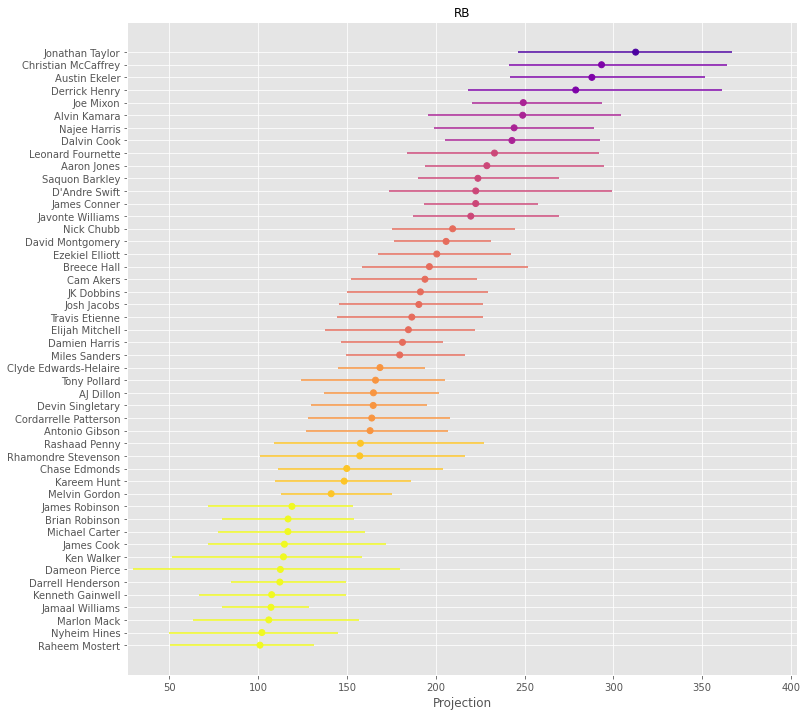 RB
Jonathan Taylor
Christian McCaffrey
Austin Ekeler
Derrick Henry
Joe Mixon
Alvin Kamara
Najee Harris
Dalvin Cook
Leonard Fournette
Aaron Jones
Saquon Barkley
D'Andre Swift
James Conner
Javonte Williams
Nick Chubb
David Montgomery
Ezekiel Elliott
Breece Hall
Cam Akers
JK Dobbins
Josh Jacobs
Travis Etienne
Elijah Mitchell
Damien Harris
Miles Sanders
Clyde Edwards-Helaire
Tony Pollard
AJ Dillon
Devin Singletary
Cordarrelle Patterson
Antonio Gibson
Rashaad Penny
Rhamondre Stevenson
Chase Edmonds
Kareem Hunt
Melvin Gordon
James Robinson
Brian Robinson
Michael Carter
James Cook
Ken Walker
Dameon Pierce
Darrell Henderson
Kenneth Gainwell
Jamaal Williams
Marlon Mack
Nyheim Hines
Raheem Mostert
50 100 150 200 250 300 350 400
Projection